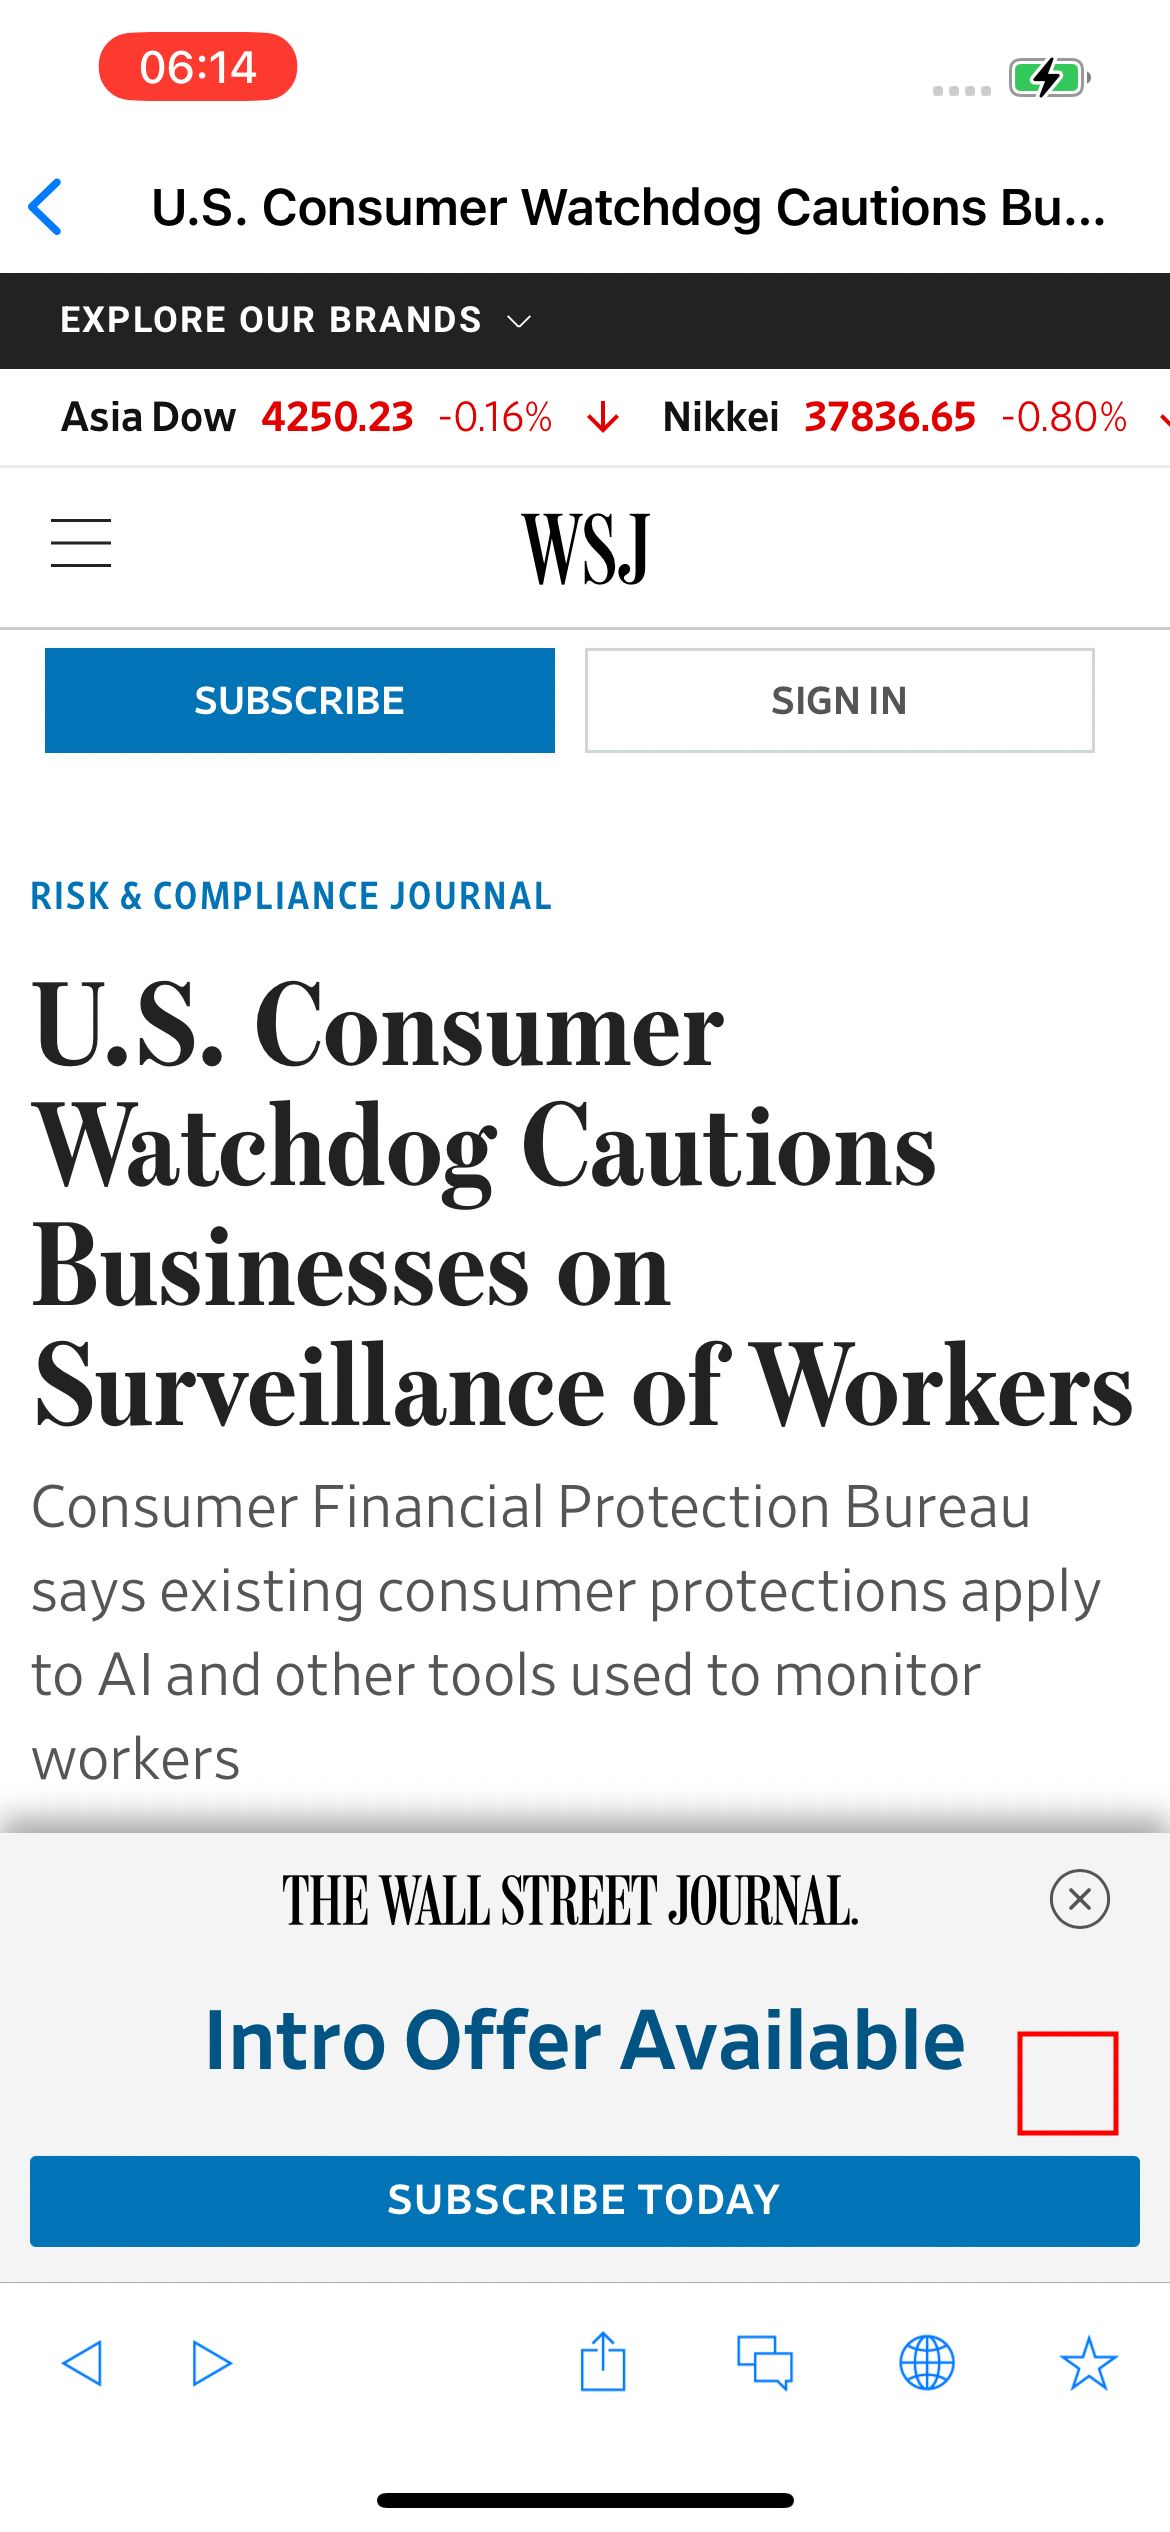 06:14
U.S. Consumer Watchdog Cautions Bu...
EXPLORE OUR BRANDS
Asia Dow 4250.23 -0.16% Nikkei 37836.65 -0.80%
WSJ
SUBSCRIBE
SIGN IN
RISK & COMPLIANCE JOURNAL
U.S. Consumer
Watchdog Cautions
Businesses on
Surveillance of Workers
Consumer Financial Protection Bureau
says existing consumer protections apply
to AI and other tools used to monitor
workers
THE WALL STREET JOURNAL.
Intro Offer Available
SUBSCRIBE TODAY